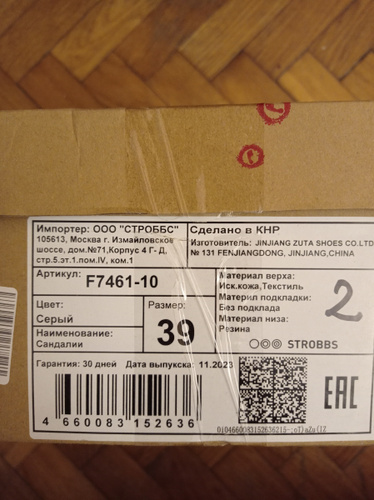 Импортер: ООО "СТРОББС"
105613, Москва г. Измайловское
шоссе, дом.№71,Корпус 4 Г- Д,
стр.5.эт.1.пом.IV, ком.1
Сделано в КНР
Изготовитель: JINJIANG ZUTA SHOES CO.LTD
№ 131 FENJIANGDONG, JINJIANG,CHINA
Артикул:
F7461-10
Материал верха:
Иск.кожа,Текстиль
Материал подкладки:
Без подклада
Материал низа:
Резина
2
Цвет:
Серый
Размер:
39
Наименование:
Сандалии
STROBBS
Гарантия: 30 дней Дата выпуска: 11.2023
EAC
4 660083 152636